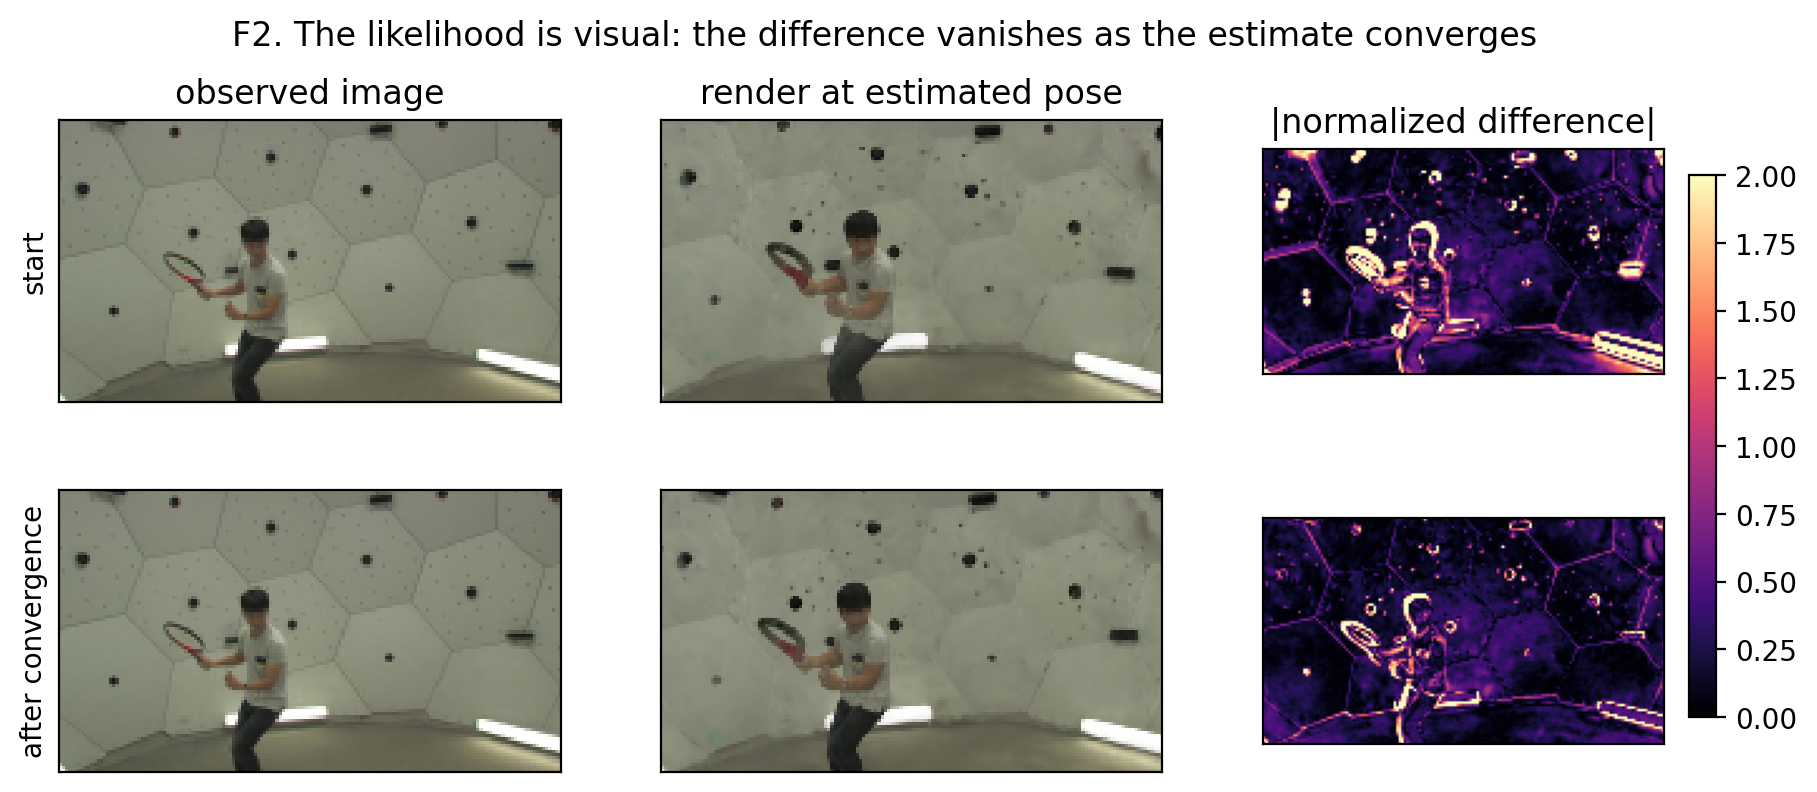 F2. The likelihood is visual: the difference vanishes as the estimate converges
observed image
render at estimated pose
|normalized difference|
start
after convergence
2.00
1.75
1.50
1.25
1.00
0.75
0.50
0.25
0.00